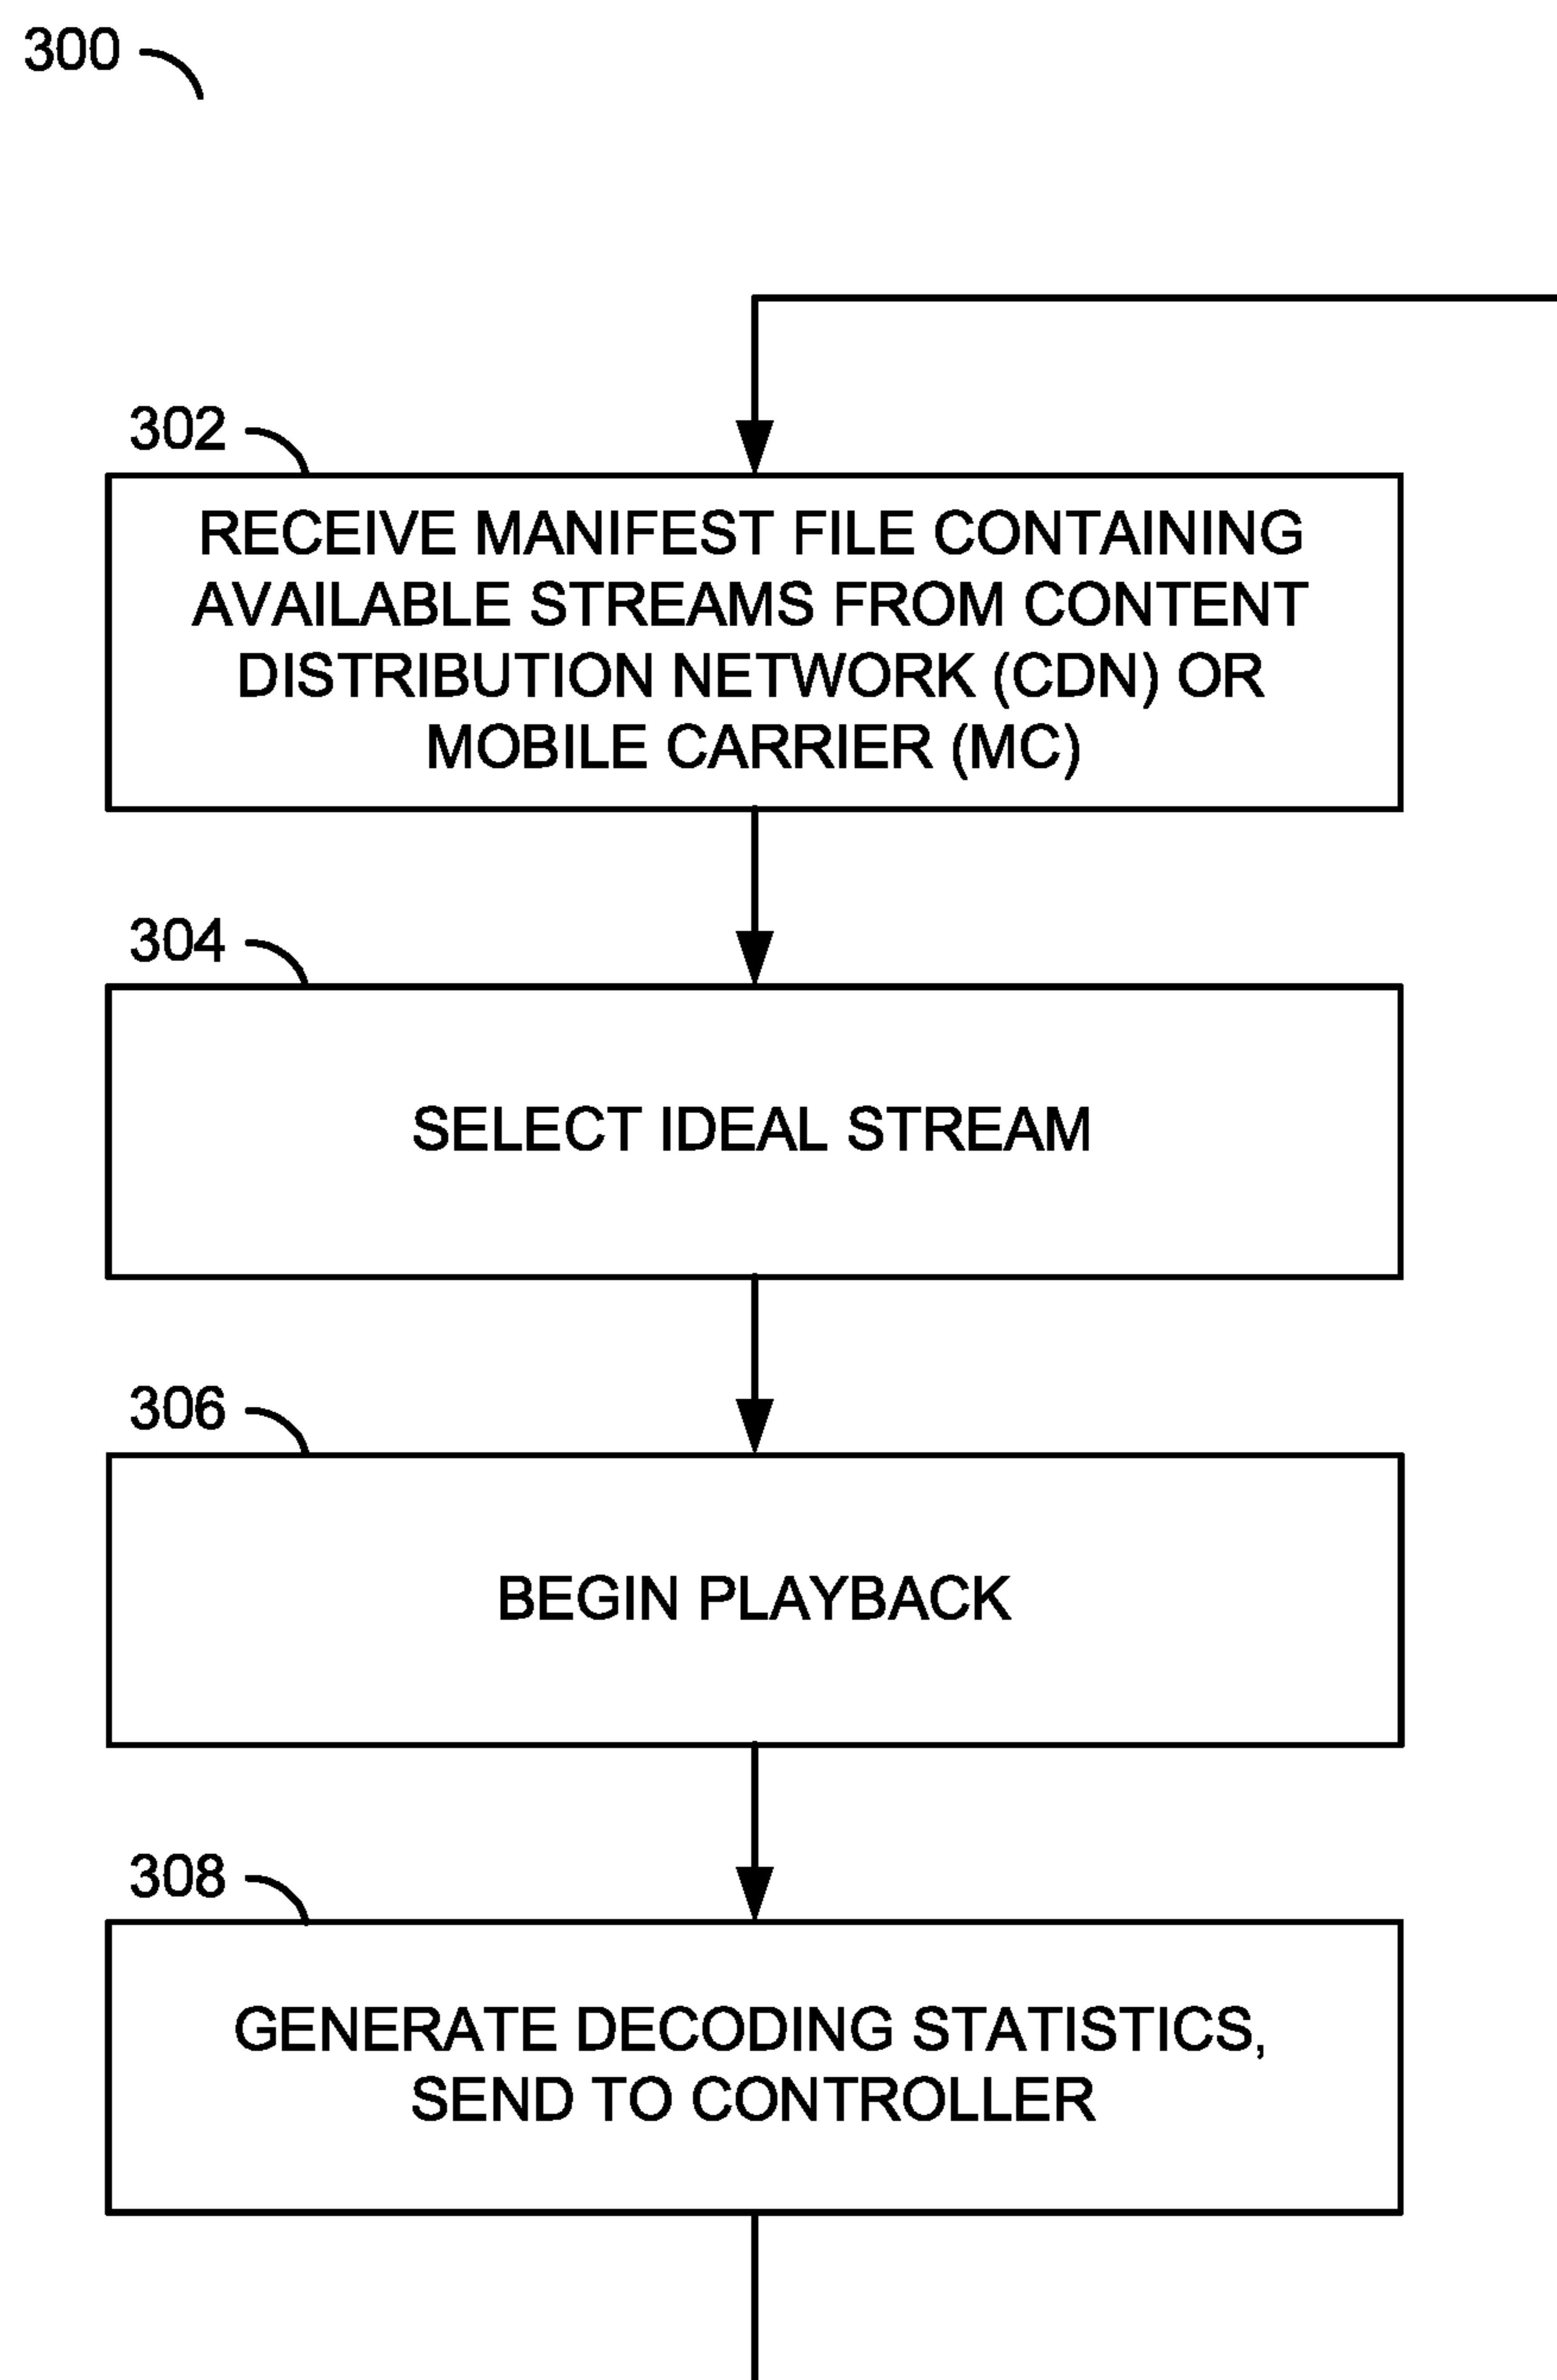 300
302
RECEIVE MANIFEST FILE CONTAINING
AVAILABLE STREAMS FROM CONTENT
DISTRIBUTION NETWORK (CDN) OR
MOBILE CARRIER (MC)
304
SELECT IDEAL STREAM
306
BEGIN PLAYBACK
308
GENERATE DECODING STATISTICS,
SEND TO CONTROLLER